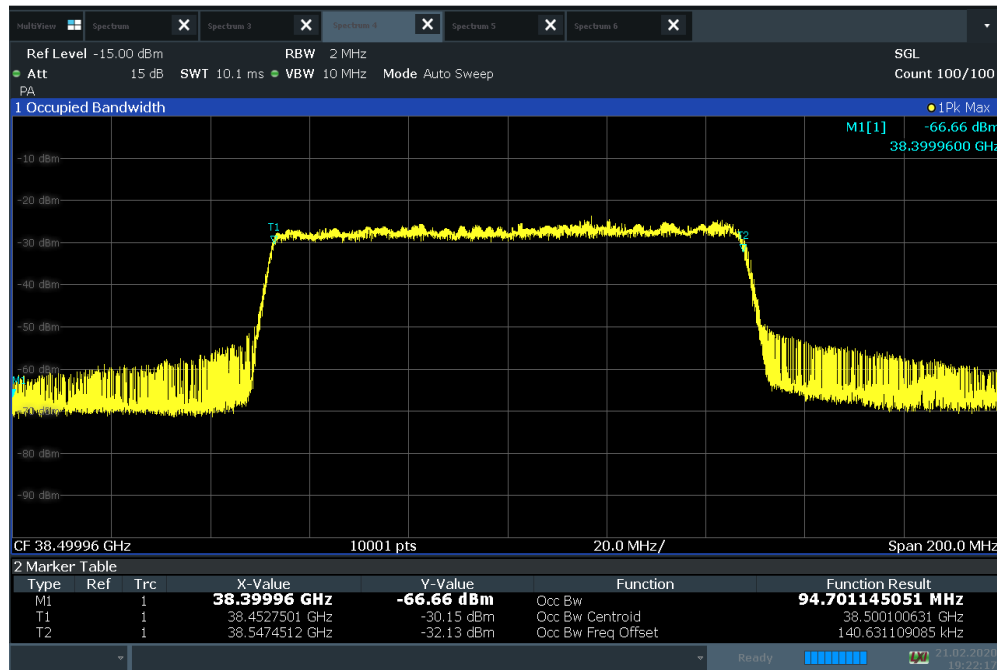 MultiView Spectrum Spectrum 3 Spectrum 4 Spectrum 5 Spectrum 6
Ref Level -15.00 dBm RBW 2 MHz SGL
Att 15 dB SWT 10.1 ms VBW 10 MHz Mode Auto Sweep Count 100/100
PA
1 Occupied Bandwidth 1Pk Max
M1[1] -66.66 dBm
38.3999600 GHz
-10 dBm
-20 dBm
T1
-30 dBm
-40 dBm
-50 dBm
-60 dBm
-80 dBm
-90 dBm
CF 38.49996 GHz 10001 pts 20.0 MHz/ Span 200.0 MHz
2 Marker Table
Type Ref Trc X-Value Y-Value Function Function Result
M1 1 38.39996 GHz -66.66 dBm Occ Bw 94.701145051 MHz
T1 1 38.4527501 GHz -30.15 dBm Occ Bw Centroid 38.500100631 GHz
T2 1 38.5474512 GHz -32.13 dBm Occ Bw Freq Offset 140.631109085 kHz
Ready 21.02.2020
19:22:17